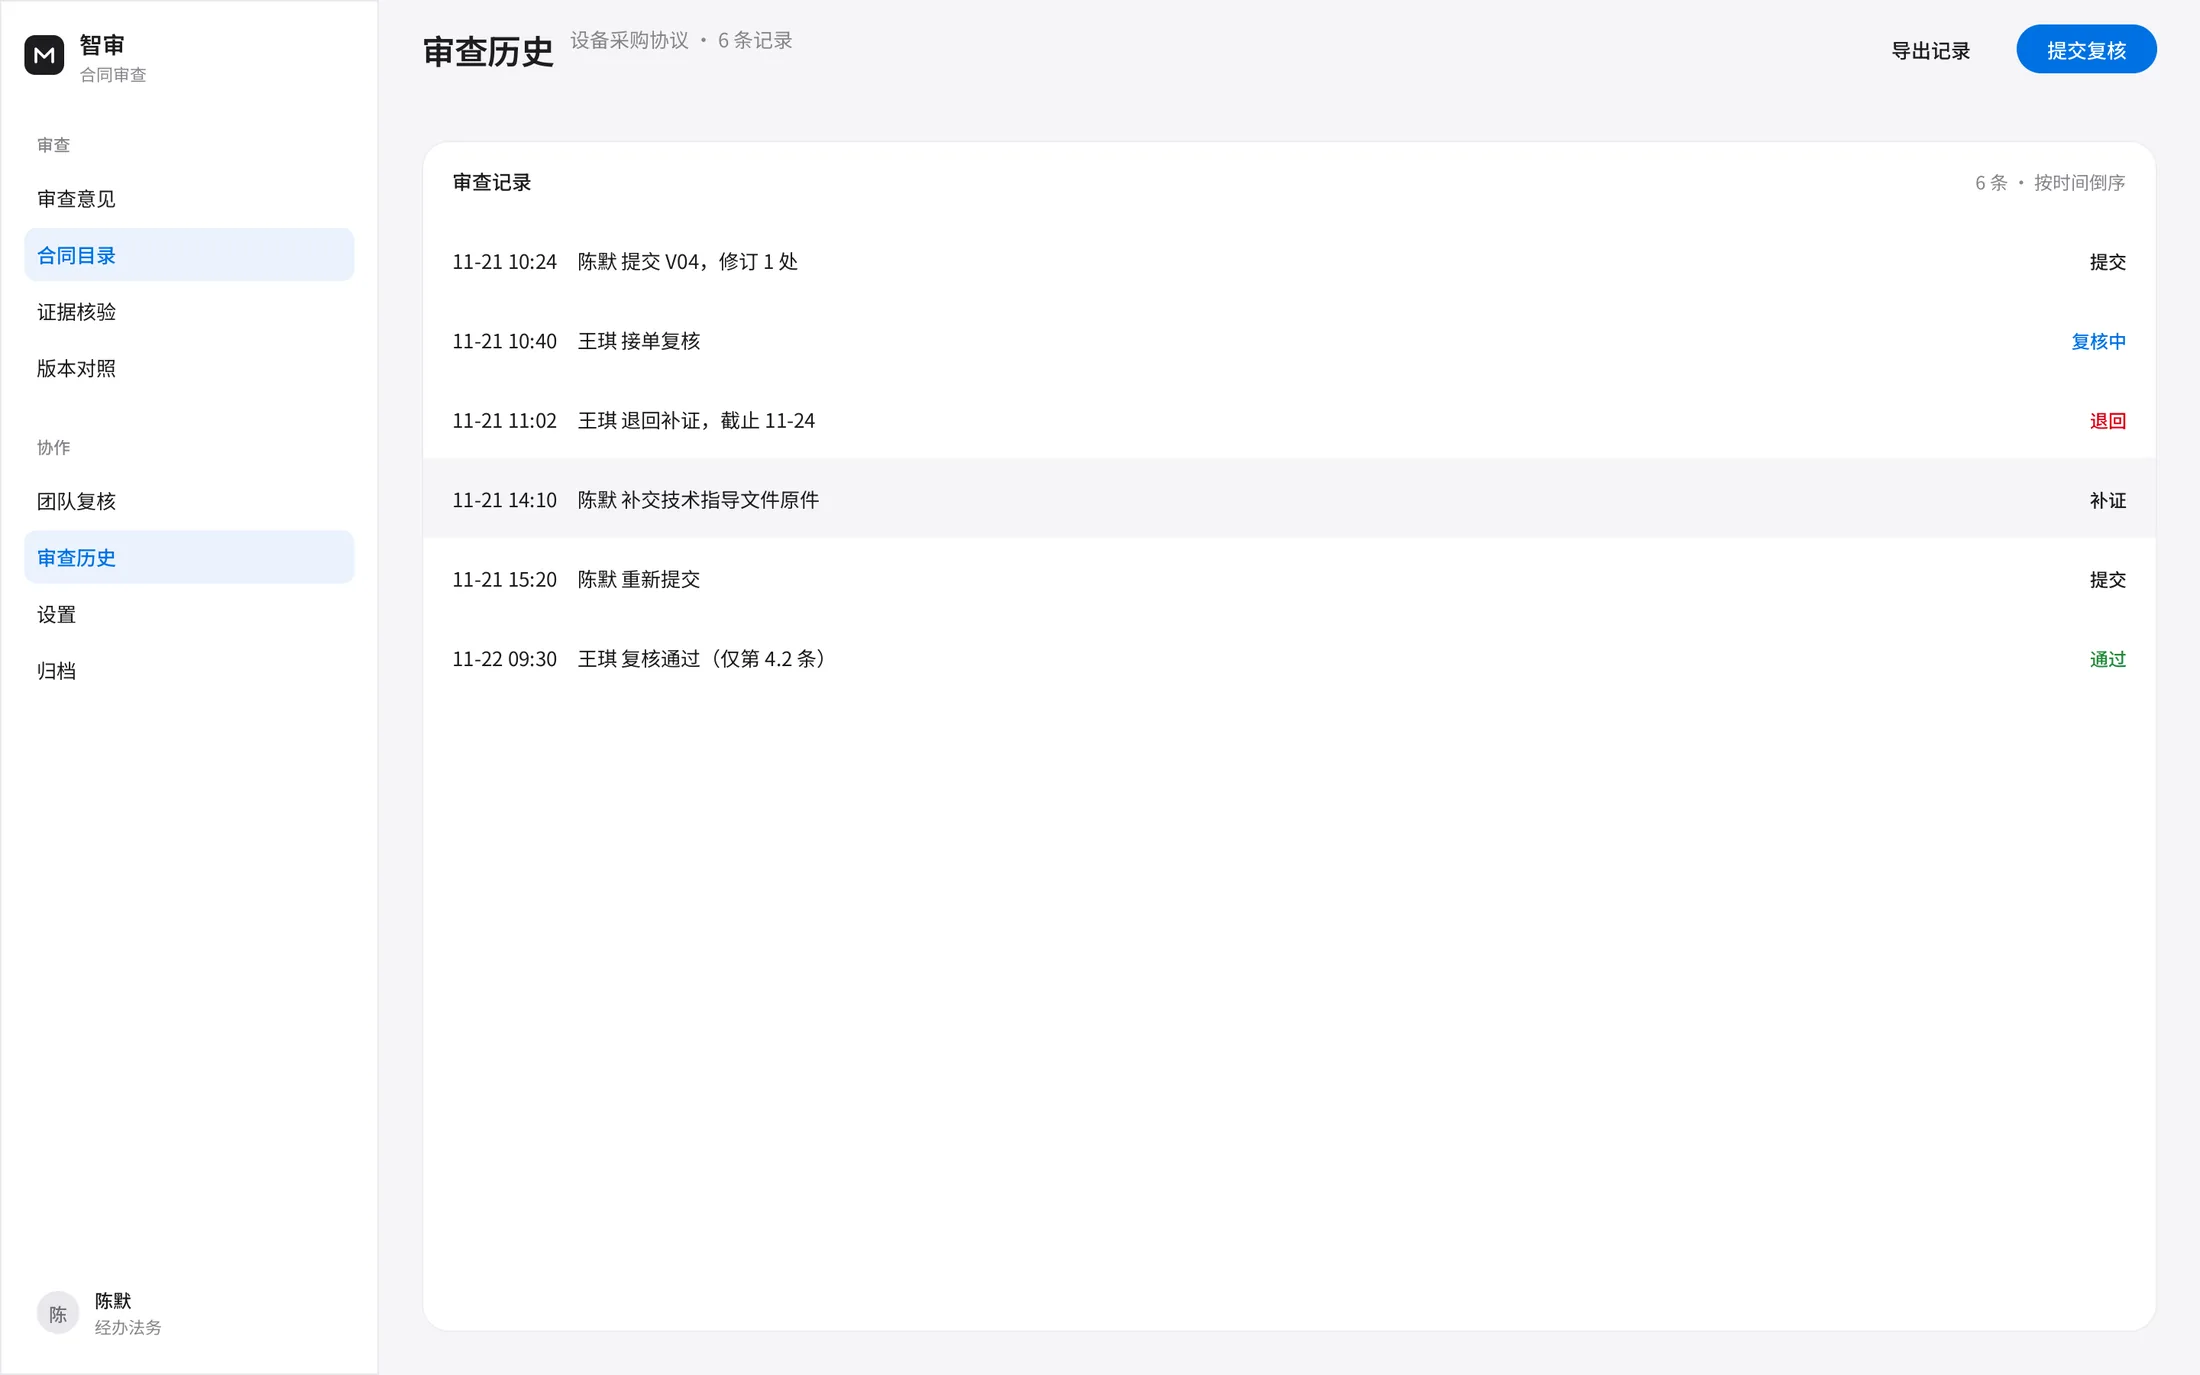 智审
合同审查
审查
审查意见
合同目录
证据核验
版本对照
协作
团队复核
审查历史
设置
归档
陈
陈默
经办法务
审查历史
设备采购协议 · 6 条记录
导出记录
提交复核
审查记录
6 条 · 按时间倒序
11-21 10:24 陈默 提交 V04，修订 1 处 提交
11-21 10:40 王琪 接单复核 复核中
11-21 11:02 王琪 退回补证，截止 11-24 退回
11-21 14:10 陈默 补交技术指导文件原件 补证
11-21 15:20 陈默 重新提交 提交
11-22 09:30 王琪 复核通过（仅第 4.2 条） 通过